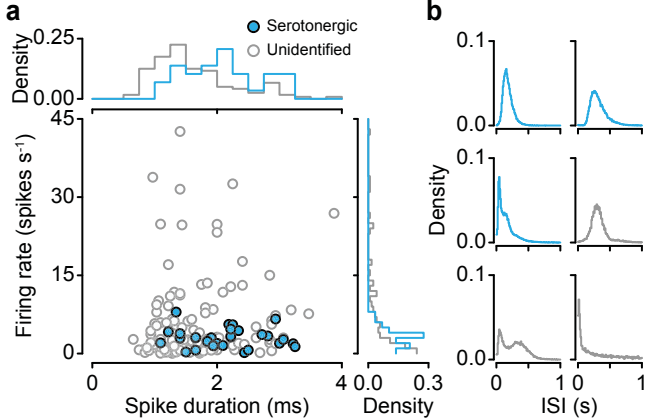 a
b
Serotonergic
Unidentified
Density
0.25
0.00
Firing rate (spikes s⁻¹)
45
30
15
0
0 2 4
Spike duration (ms)
0.0 0.3
Density
Density
0.1
0.0
0.1
0.0
0.1
0.0
0 1 0 1
ISI (s)